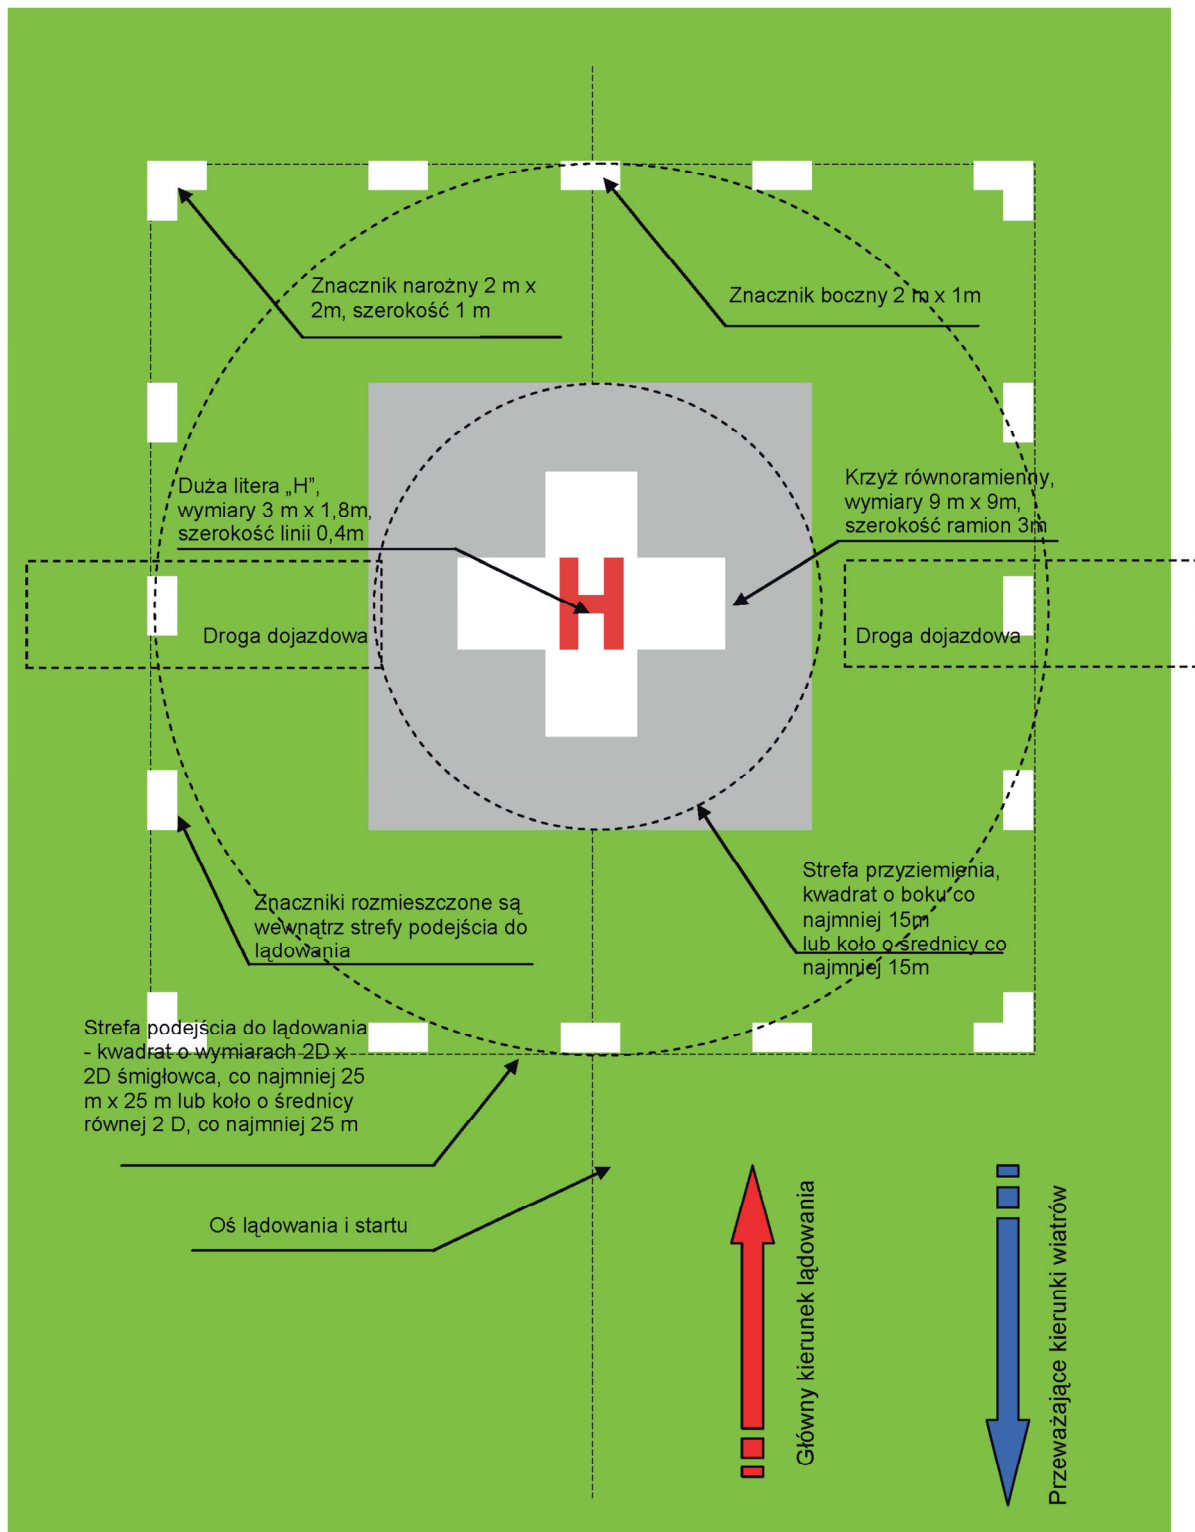 Znacznik narożny 2 m x
2m, szerokość 1 m
Znacznik boczny 2 m x 1m
Duża litera „H”,
wymiary 3 m x 1,8m,
szerokość linii 0,4m
Krzyż równoramienny,
wymiary 9 m x 9m,
szerokość ramion 3m
H
Droga dojazdowa
Droga dojazdowa
Znaczniki rozmieszczone są
wewnątrz strefy podejścia do
lądowania
Strefa przyziemienia,
kwadrat o boku co
najmniej 15m
lub koło o średnicy co
najmniej 15m
Strefa podejścia do lądowania
- kwadrat o wymiarach 2D x
2D śmigłowca, co najmniej 25
m x 25 m lub koło o średnicy
równej 2 D, co najmniej 25 m
Oś lądowania i startu
Główny kierunek lądowania
Przeważające kierunki wiatrów